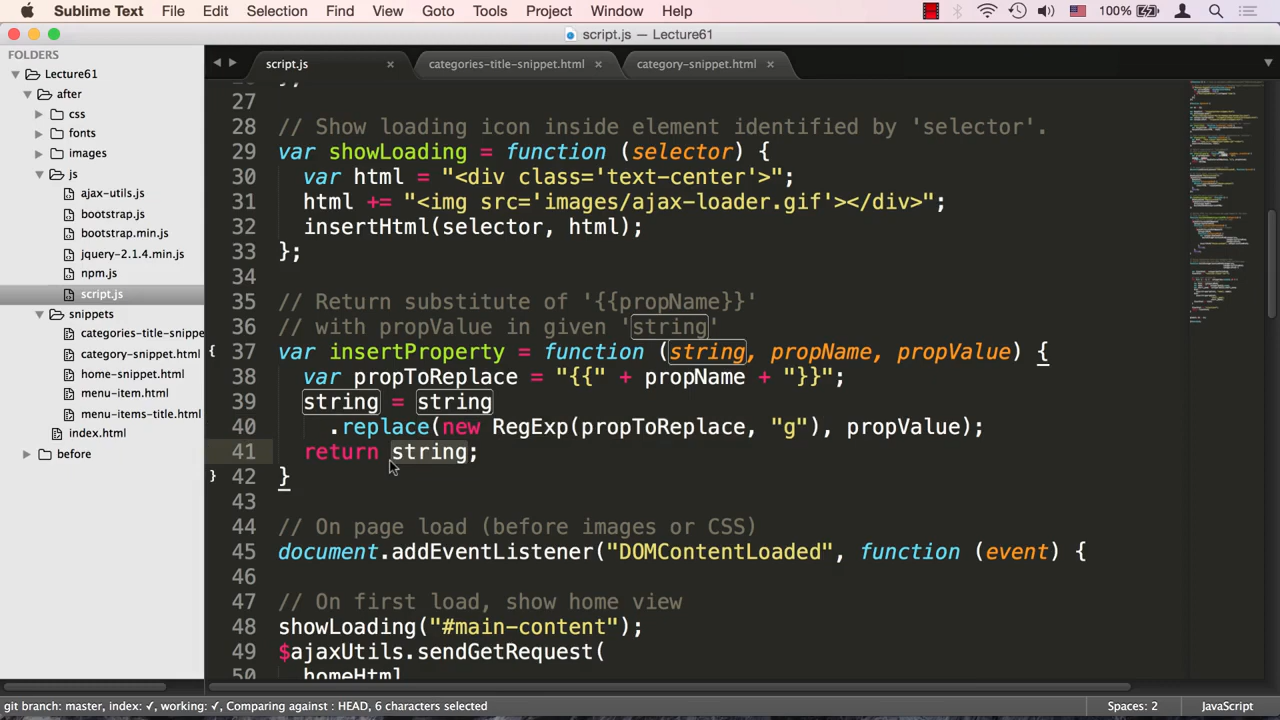 Sublime Text File Edit Selection Find View Goto Tools Project Window Help 100%
script.js — Lecture61
FOLDERS
Lecture61
after
css
fonts
images
js
ajax-utils.js
bootstrap.js
bootstrap.min.js
jquery-2.1.4.min.js
npm.js
script.js
snippets
categories-title-snippe
category-snippet.html
home-snippet.html
menu-item.html
menu-items-title.html
index.html
before
script.js categories-title-snippet.html category-snippet.html
27
28 // Show loading icon inside element identified by 'selector'.
29 var showLoading = function (selector) {
30 var html = "<div class='text-center'>";
31 html += "<img src='images/ajax-loader.gif'></div>";
32 insertHtml(selector, html);
33 };
34
35 // Return substitute of '{{propName}}'
36 // with propValue in given 'string'
37 var insertProperty = function (string, propName, propValue) {
38 var propToReplace = "{{" + propName + "}}";
39 string = string
40 .replace(new RegExp(propToReplace, "g"), propValue);
41 return string;
42 }
43
44 // On page load (before images or CSS)
45 document.addEventListener("DOMContentLoaded", function (event) {
46
47 // On first load, show home view
48 showLoading("#main-content");
49 $ajaxUtils.sendGetRequest(
50 homeHtml
git branch: master, index: ✓, working: ✓, Comparing against : HEAD, 6 characters selected Spaces: 2 JavaScript